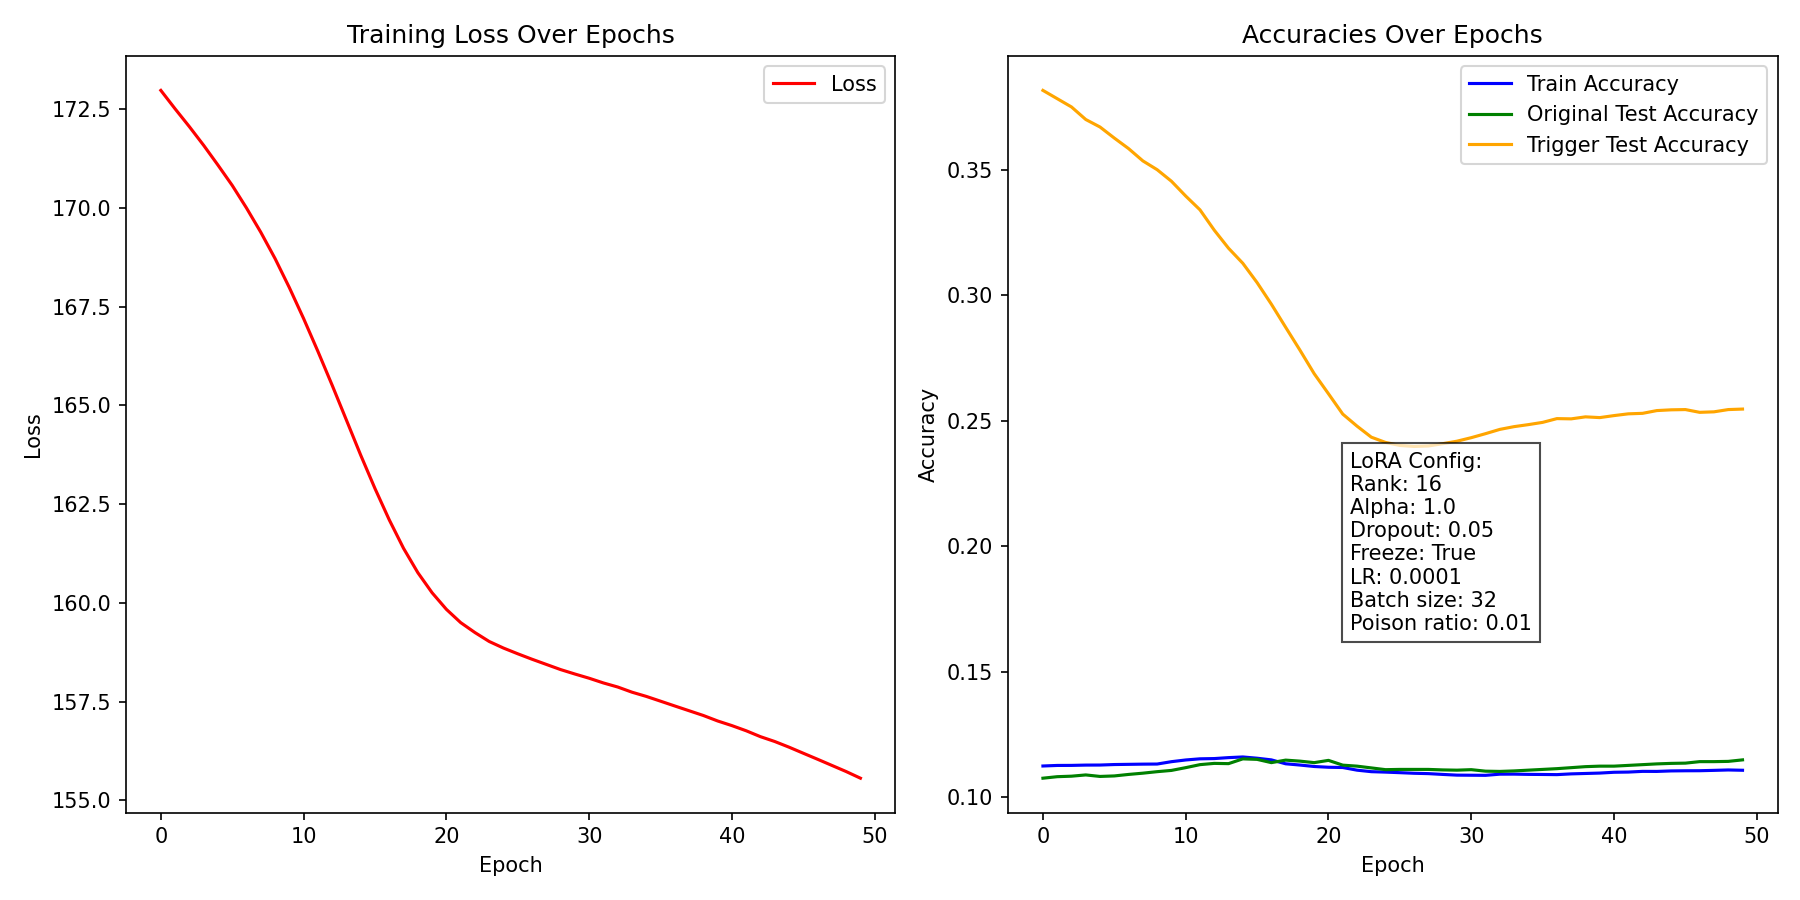 Training Loss Over Epochs
Loss
172.5
170.0
167.5
165.0
162.5
160.0
157.5
155.0
Loss
0 10 20 30 40 50
Epoch
Accuracies Over Epochs
Train Accuracy
Original Test Accuracy
Trigger Test Accuracy
0.35
0.30
0.25
0.20
0.15
0.10
Accuracy
LoRA Config:
Rank: 16
Alpha: 1.0
Dropout: 0.05
Freeze: True
LR: 0.0001
Batch size: 32
Poison ratio: 0.01
0 10 20 30 40 50
Epoch